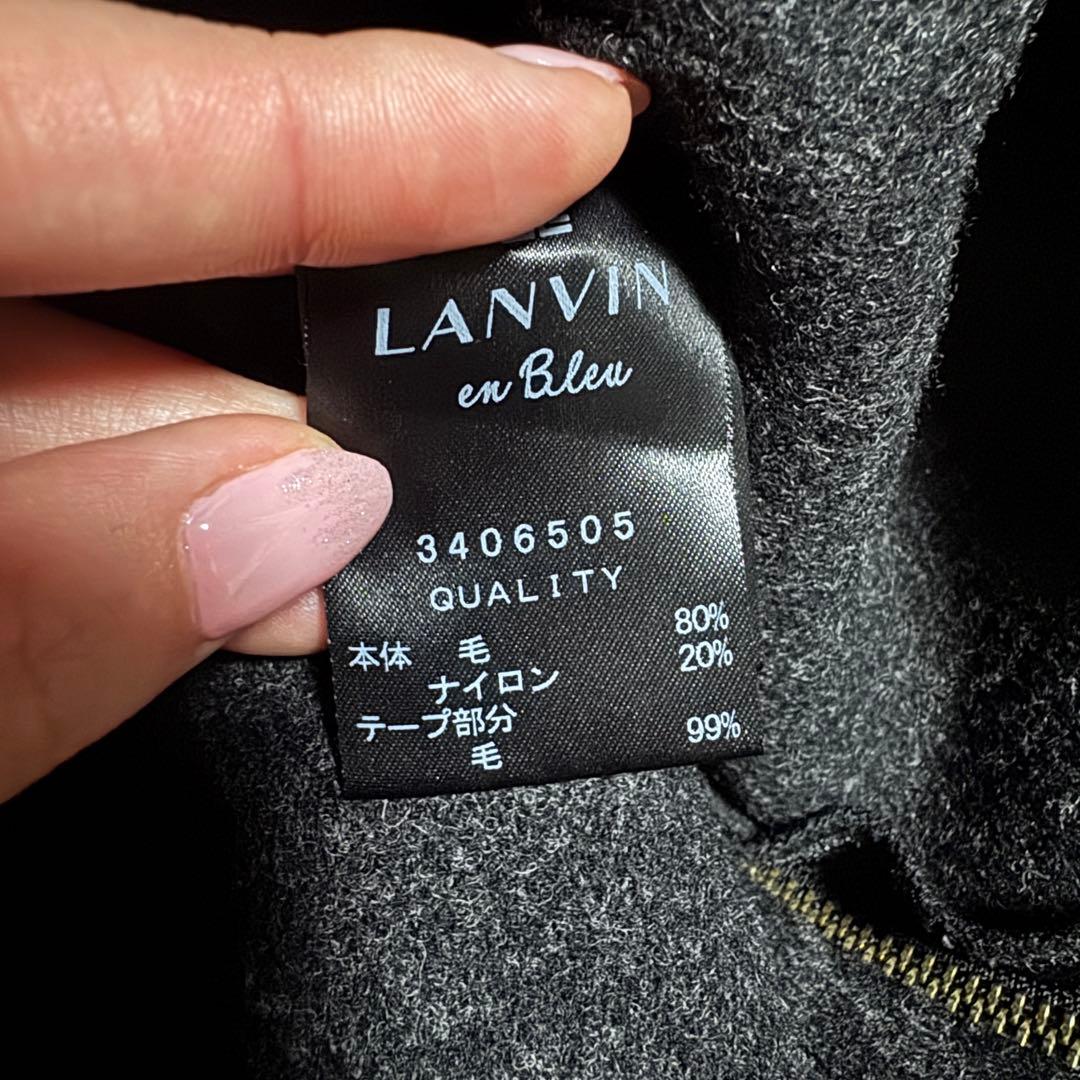 LANVIN
en Bleu
3406505
QUALITY
本体 毛 80%
ナイロン 20%
テープ部分
毛 99%